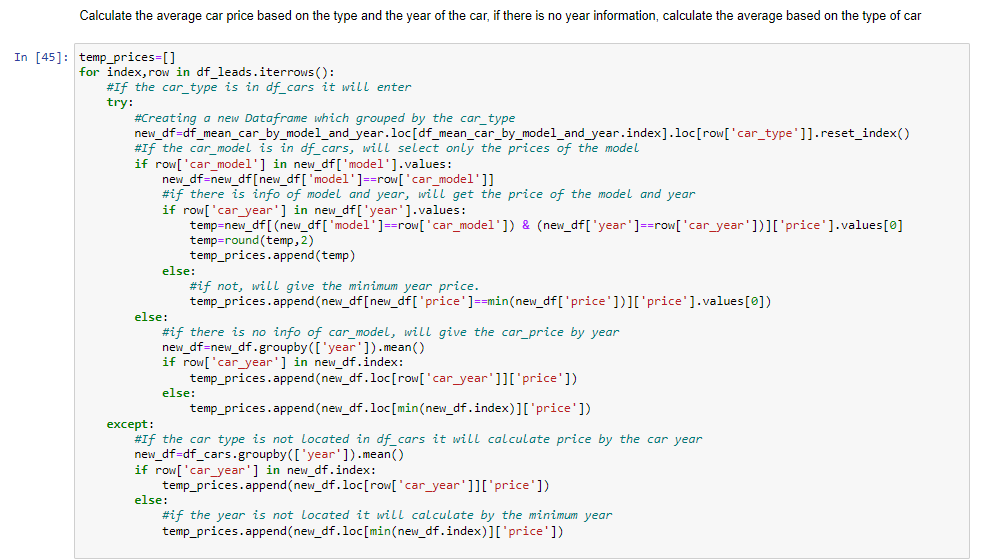 Calculate the average car price based on the type and the year of the car, if there is no year information, calculate the average based on the type of car
In [45]: temp_prices=[]
for index,row in df_leads.iterrows():
    #If the car_type is in df_cars it will enter
    try:
        #Creating a new Dataframe which grouped by the car_type
        new_df=df_mean_car_by_model_and_year.loc[df_mean_car_by_model_and_year.index].loc[row['car_type']].reset_index()
        #If the car_model is in df_cars, will select only the prices of the model
        if row['car_model'] in new_df['model'].values:
            new_df=new_df[new_df['model']==row['car_model']]
            #if there is info of model and year, will get the price of the model and year
            if row['car_year'] in new_df['year'].values:
                temp=new_df[(new_df['model']==row['car_model']) & (new_df['year']==row['car_year'])]['price'].values[0]
                temp=round(temp,2)
                temp_prices.append(temp)
            else:
                #if not, will give the minimum year price.
                temp_prices.append(new_df[new_df['price']==min(new_df['price'])]['price'].values[0])
        else:
            #if there is no info of car_model, will give the car_price by year
            new_df=new_df.groupby(['year']).mean()
            if row['car_year'] in new_df.index:
                temp_prices.append(new_df.loc[row['car_year']]['price'])
            else:
                temp_prices.append(new_df.loc[min(new_df.index)]['price'])
    except:
        #If the car type is not located in df_cars it will calculate price by the car year
        new_df=df_cars.groupby(['year']).mean()
        if row['car_year'] in new_df.index:
            temp_prices.append(new_df.loc[row['car_year']]['price'])
        else:
            #if the year is not located it will calculate by the minimum year
            temp_prices.append(new_df.loc[min(new_df.index)]['price'])